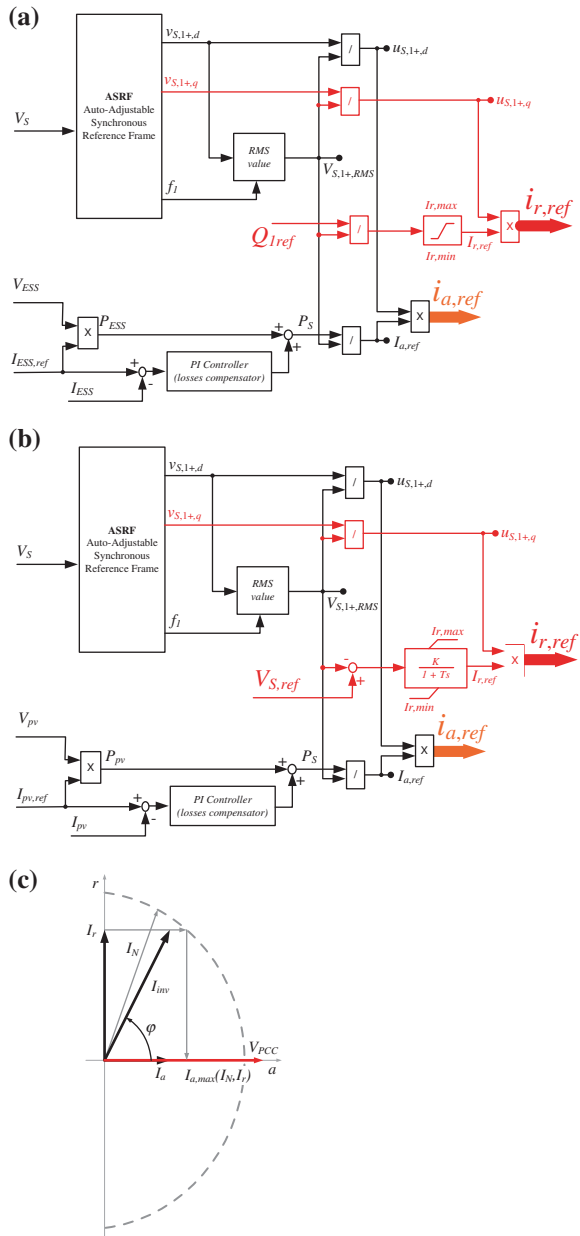 (a)
v_{S,1+,d}
/
u_{S,1+,d}
v_{S,1+,q}
/
u_{S,1+,q}
ASRF
Auto-Adjustable
Synchronous
Reference Frame
V_S
RMS
value
V_{S,1+,RMS}
f_1
Ir,max
i_{r,ref}
Q_{1ref}
/
I_{r,ref}
x
Ir,min
V_{ESS}
i_{a,ref}
x
P_{ESS}
+
P_S
+
/
x
I_{a,ref}
I_{ESS,ref}
+
-
PI Controller
(losses compensator)
I_{ESS}
(b)
v_{S,1+,d}
/
u_{S,1+,d}
v_{S,1+,q}
/
u_{S,1+,q}
ASRF
Auto-Adjustable
Synchronous
Reference Frame
V_S
RMS
value
V_{S,1+,RMS}
f_1
Ir,max
i_{r,ref}
-
+
K
1 + Ts
x
I_{r,ref}
V_{S,ref}
Ir,min
V_{pv}
i_{a,ref}
x
P_{pv}
+
P_S
+
/
x
I_{a,ref}
I_{pv,ref}
+
-
PI Controller
(losses compensator)
I_{pv}
(c)
r
I_r
I_N
I_{inv}
φ
V_{PCC}
I_a
I_{a,max}(I_N,I_r)
a